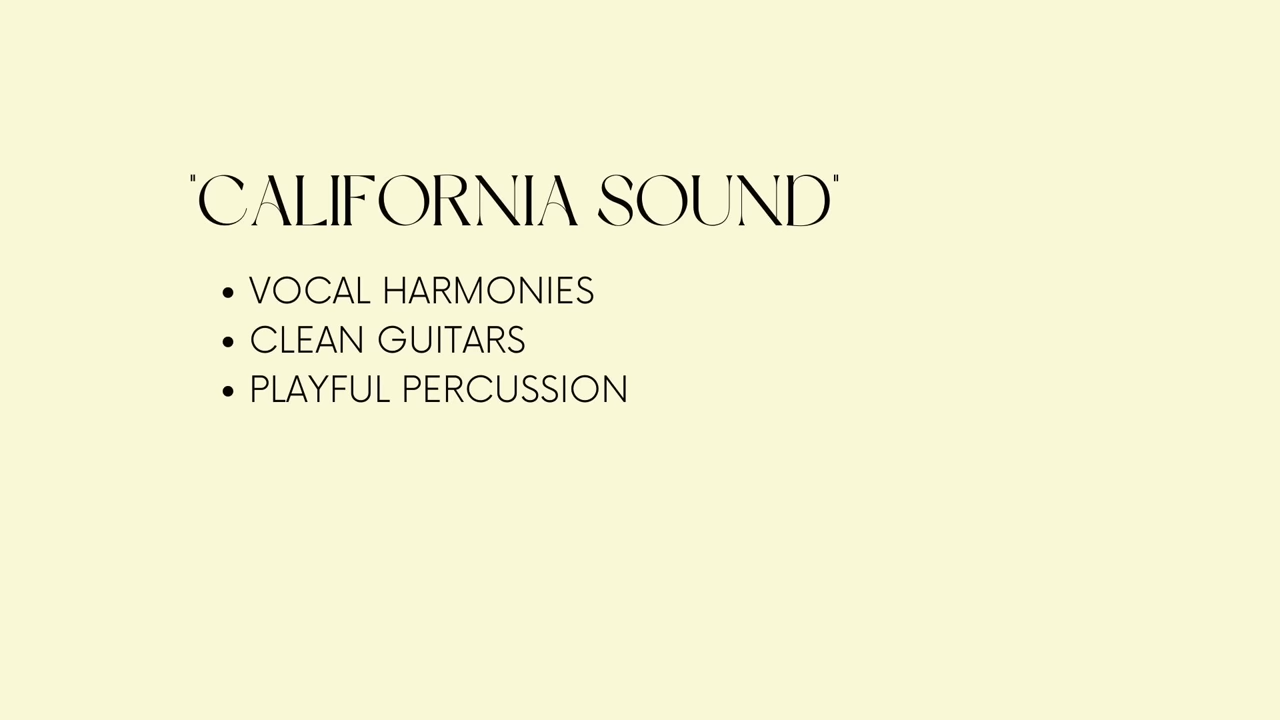 "CALIFORNIA SOUND"
• VOCAL HARMONIES
• CLEAN GUITARS
• PLAYFUL PERCUSSION